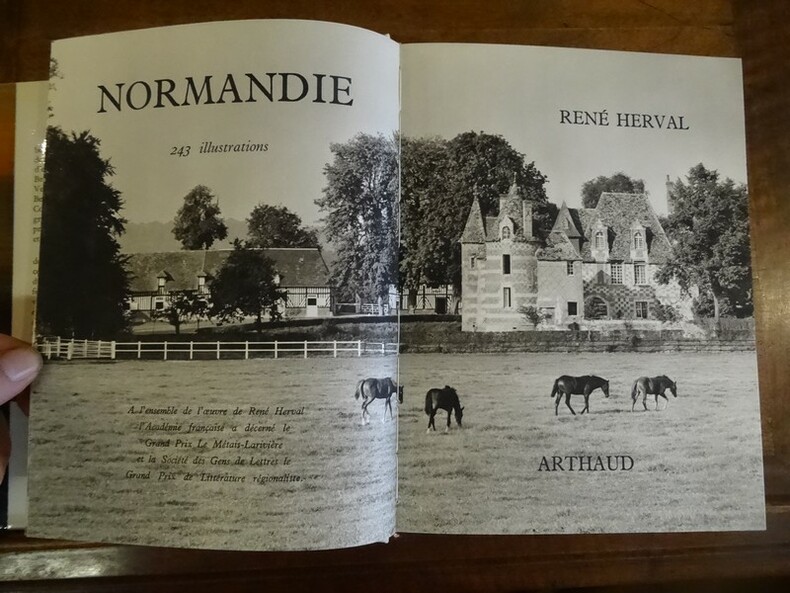 NORMANDIE
243 illustrations
A l'ensemble de l'œuvre de René Herval
l'Académie française a décerné le
Grand Prix Le Métais-Larivière
et la Société des Gens de Lettres le
Grand Prix de Littérature régionaliste.
RENÉ HERVAL
ARTHAUD